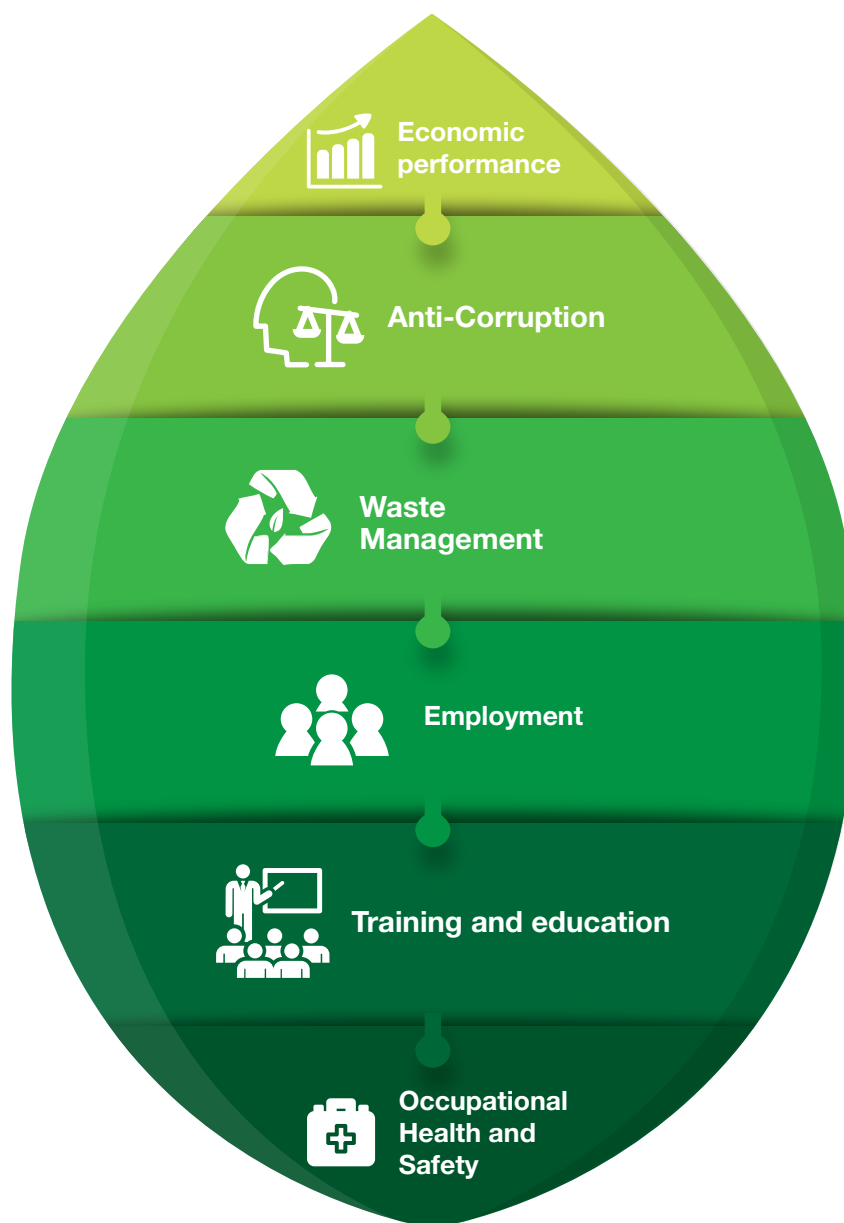 Economic
performance
Anti-Corruption
Waste
Management
Employment
Training and education
Occupational
Health and
Safety